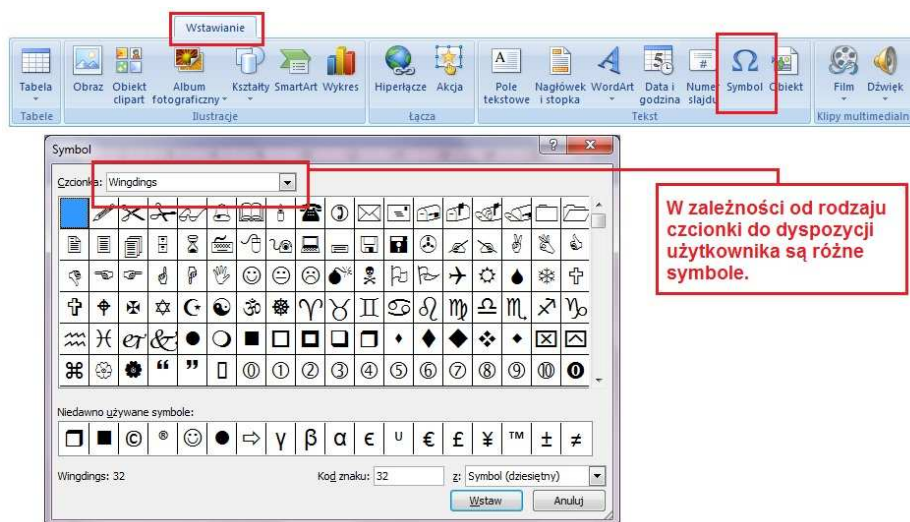 Wstawianie
Tabela
Obraz Obiekt clipart Album fotograficzny Kształty SmartArt Wykres
Hiperłącze Akcja
Pole tekstowe Nagłówek i stopka WordArt Data i godzina Numer slajdu Symbol Obiekt
Film Dźwięk
Tabele Ilustracje Łącza Tekst Klipy multimedialn
Symbol
Czcionka: Wingdings
W zależności od rodzaju
czcionki do dyspozycji
użytkownika są różne
symbole.
Niedawno używane symbole:
© ® γ β α ϵ ∪ € £ ¥ ™ ± ≠
Wingdings: 32 Kod znaku: 32 z: Symbol (dziesiętny)
Wstaw Anuluj